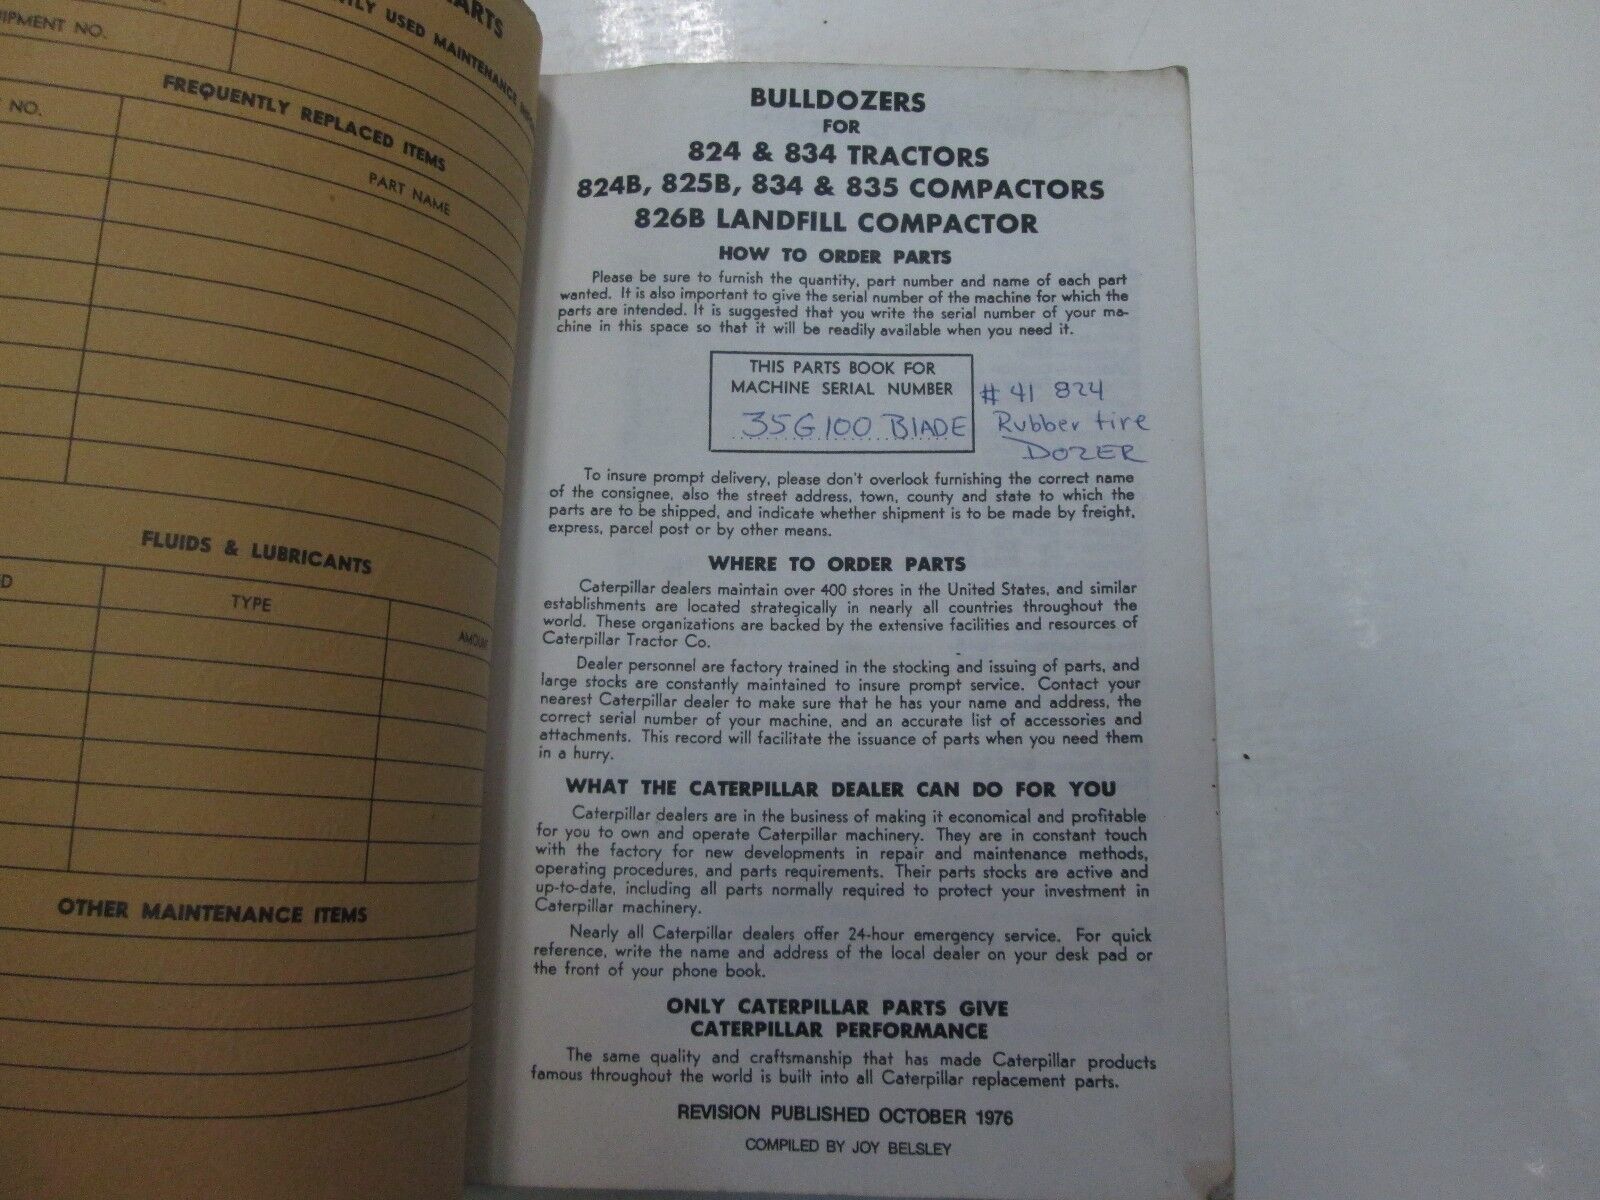 ARTS
NTLY USED MAINTENANCE
IPMENT NO.
FREQUENTLY REPLACED ITEMS
NO.
PART NAME
FLUIDS & LUBRICANTS
D
TYPE
AMOUN
OTHER MAINTENANCE ITEMS
BULLDOZERS
FOR
824 & 834 TRACTORS
824B, 825B, 834 & 835 COMPACTORS
826B LANDFILL COMPACTOR
HOW TO ORDER PARTS
Please be sure to furnish the quantity, part number and name of each part
wanted. It is also important to give the serial number of the machine for which the
parts are intended. It is suggested that you write the serial number of your ma-
chine in this space so that it will be readily available when you need it.
THIS PARTS BOOK FOR
MACHINE SERIAL NUMBER
35G100 BLADE
# 41 824
Rubber tire
DOZER
To insure prompt delivery, please don't overlook furnishing the correct name
of the consignee, also the street address, town, county and state to which the
parts are to be shipped, and indicate whether shipment is to be made by freight,
express, parcel post or by other means.
WHERE TO ORDER PARTS
Caterpillar dealers maintain over 400 stores in the United States, and similar
establishments are located strategically in nearly all countries throughout the
world. These organizations are backed by the extensive facilities and resources of
Caterpillar Tractor Co.
Dealer personnel are factory trained in the stocking and issuing of parts, and
large stocks are constantly maintained to insure prompt service. Contact your
nearest Caterpillar dealer to make sure that he has your name and address, the
correct serial number of your machine, and an accurate list of accessories and
attachments. This record will facilitate the issuance of parts when you need them
in a hurry.
WHAT THE CATERPILLAR DEALER CAN DO FOR YOU
Caterpillar dealers are in the business of making it economical and profitable
for you to own and operate Caterpillar machinery. They are in constant touch
with the factory for new developments in repair and maintenance methods,
operating procedures, and parts requirements. Their parts stocks are active and
up-to-date, including all parts normally required to protect your investment in
Caterpillar machinery.
Nearly all Caterpillar dealers offer 24-hour emergency service. For quick
reference, write the name and address of the local dealer on your desk pad or
the front of your phone book.
ONLY CATERPILLAR PARTS GIVE
CATERPILLAR PERFORMANCE
The same quality and craftsmanship that has made Caterpillar products
famous throughout the world is built into all Caterpillar replacement parts.
REVISION PUBLISHED OCTOBER 1976
COMPILED BY JOY BELSLEY